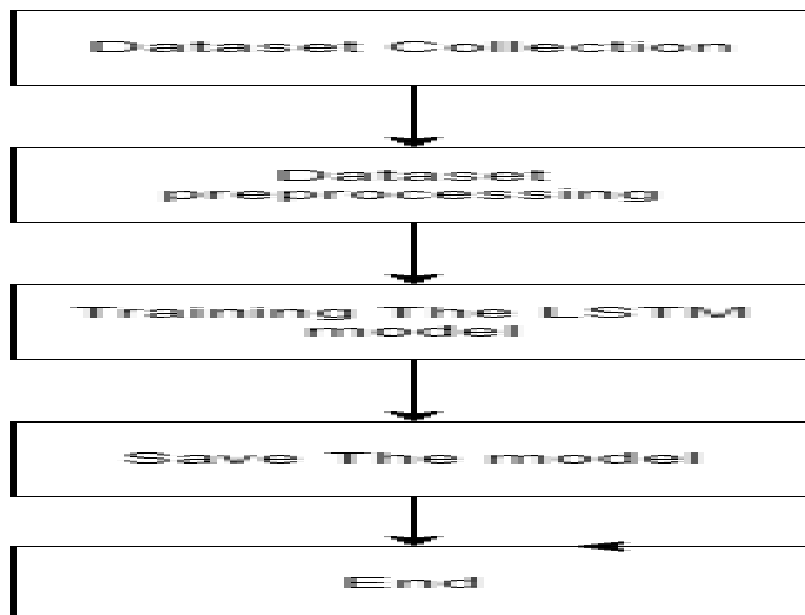 Dataset Collection
Dataset
preprocessing
Training The LSTM
model
Save The model
End